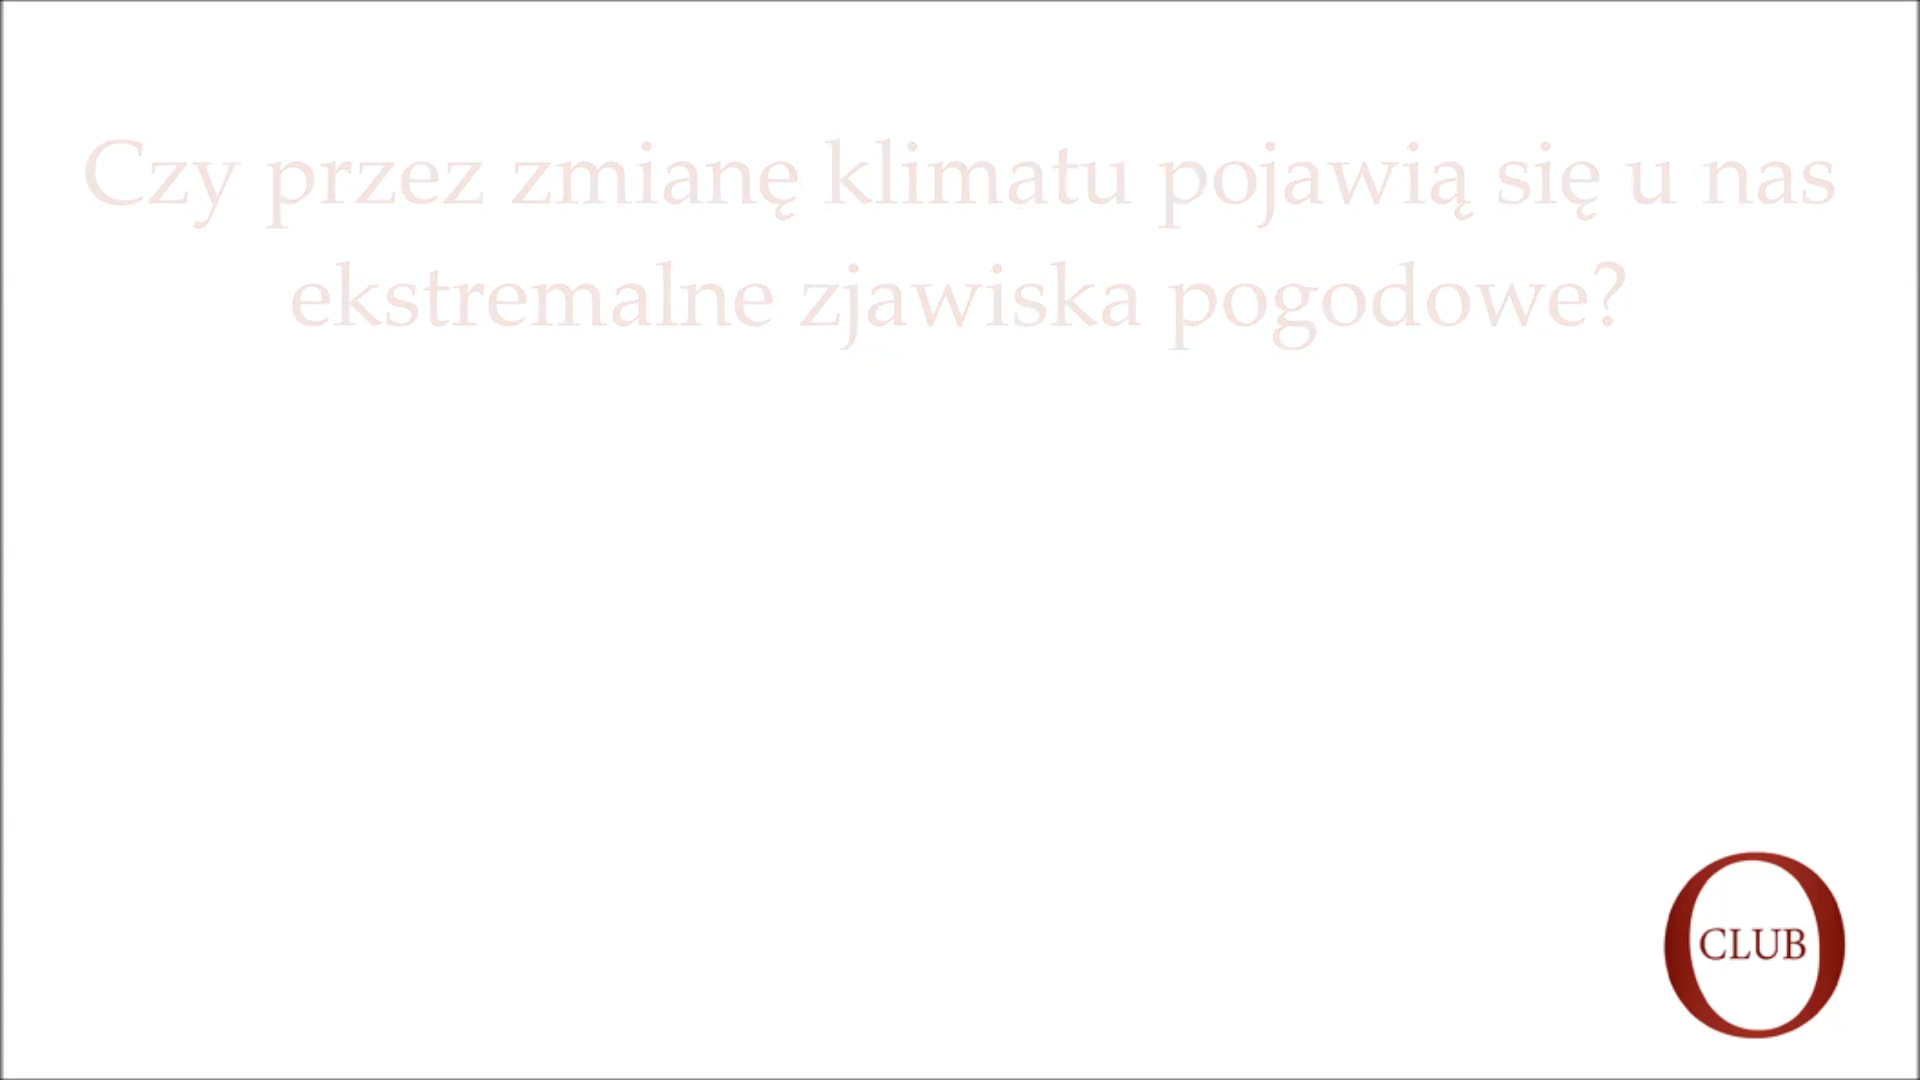 Czy przez zmianę klimatu pojawią się u nas
ekstremalne zjawiska pogodowe?
CLUB